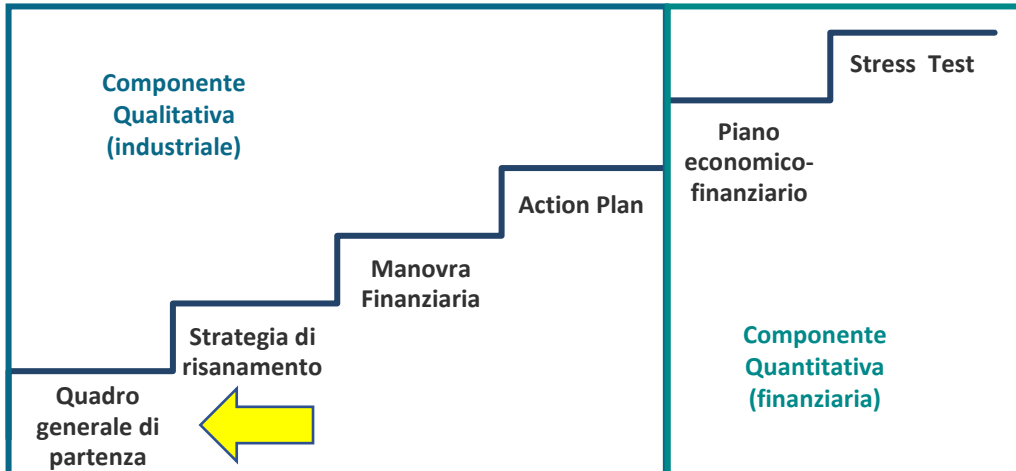 Componente
Qualitativa
(industriale)
Stress Test
Piano
economico-
finanziario
Action Plan
Manovra
Finanziaria
Strategia di
risanamento
Componente
Quantitativa
(finanziaria)
Quadro
generale di
partenza